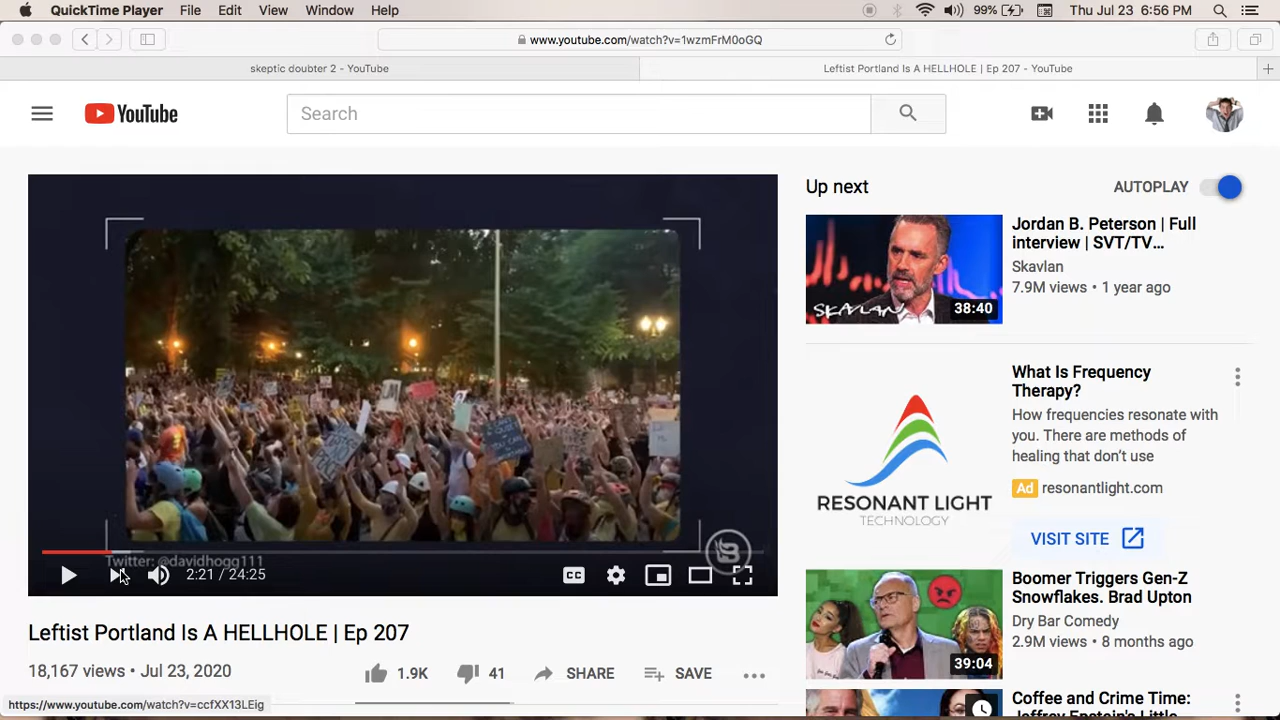 QuickTime Player File Edit View Window Help 99% Thu Jul 23 6:56 PM
www.youtube.com/watch?v=1wzmFrM0oGQ
skeptic doubter 2 - YouTube
Leftist Portland Is A HELLHOLE | Ep 207 - YouTube
YouTube
Search
Twitter: @davidhogg111
B
CC
2:21 / 24:25
Leftist Portland Is A HELLHOLE | Ep 207
18,167 views • Jul 23, 2020
1.9K
41
SHARE
SAVE
https://www.youtube.com/watch?v=ccfXX13LEig
Up next
AUTOPLAY
SKAVLAN
38:40
Jordan B. Peterson | Full
interview | SVT/TV…
Skavlan
7.9M views • 1 year ago
RESONANT LIGHT
TECHNOLOGY
What Is Frequency
Therapy?
How frequencies resonate with
you. There are methods of
healing that don't use
Ad resonantlight.com
VISIT SITE
39:04
Boomer Triggers Gen-Z
Snowflakes. Brad Upton
Dry Bar Comedy
2.9M views • 8 months ago
Coffee and Crime Time:
Jeffrey Epstein's Little